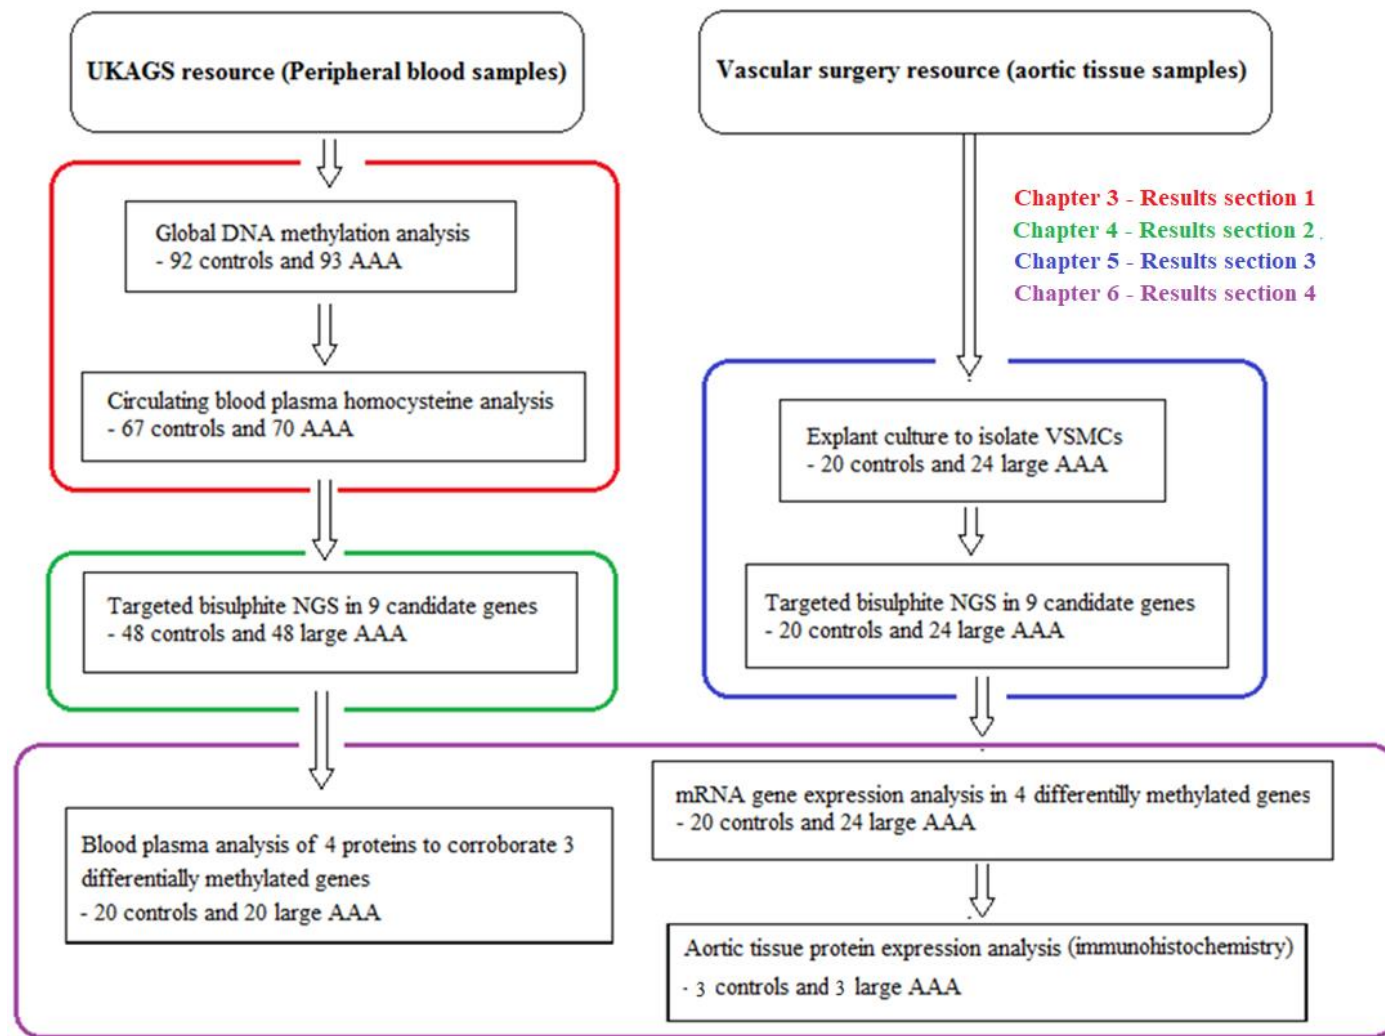 UKAGS resource (Peripheral blood samples)
Vascular surgery resource (aortic tissue samples)
Chapter 3 - Results section 1
Chapter 4 - Results section 2 .
Chapter 5 - Results section 3
Chapter 6 - Results section 4
Global DNA methylation analysis
- 92 controls and 93 AAA
Circulating blood plasma homocysteine analysis
- 67 controls and 70 AAA
Targeted bisulphite NGS in 9 candidate genes
- 48 controls and 48 large AAA
Explant culture to isolate VSMCs
- 20 controls and 24 large AAA
Targeted bisulphite NGS in 9 candidate genes
- 20 controls and 24 large AAA
Blood plasma analysis of 4 proteins to corroborate 3
differentially methylated genes
- 20 controls and 20 large AAA
mRNA gene expression analysis in 4 differentilly methylated genes
- 20 controls and 24 large AAA
Aortic tissue protein expression analysis (immunohistochemistry)
- 3 controls and 3 large AAA